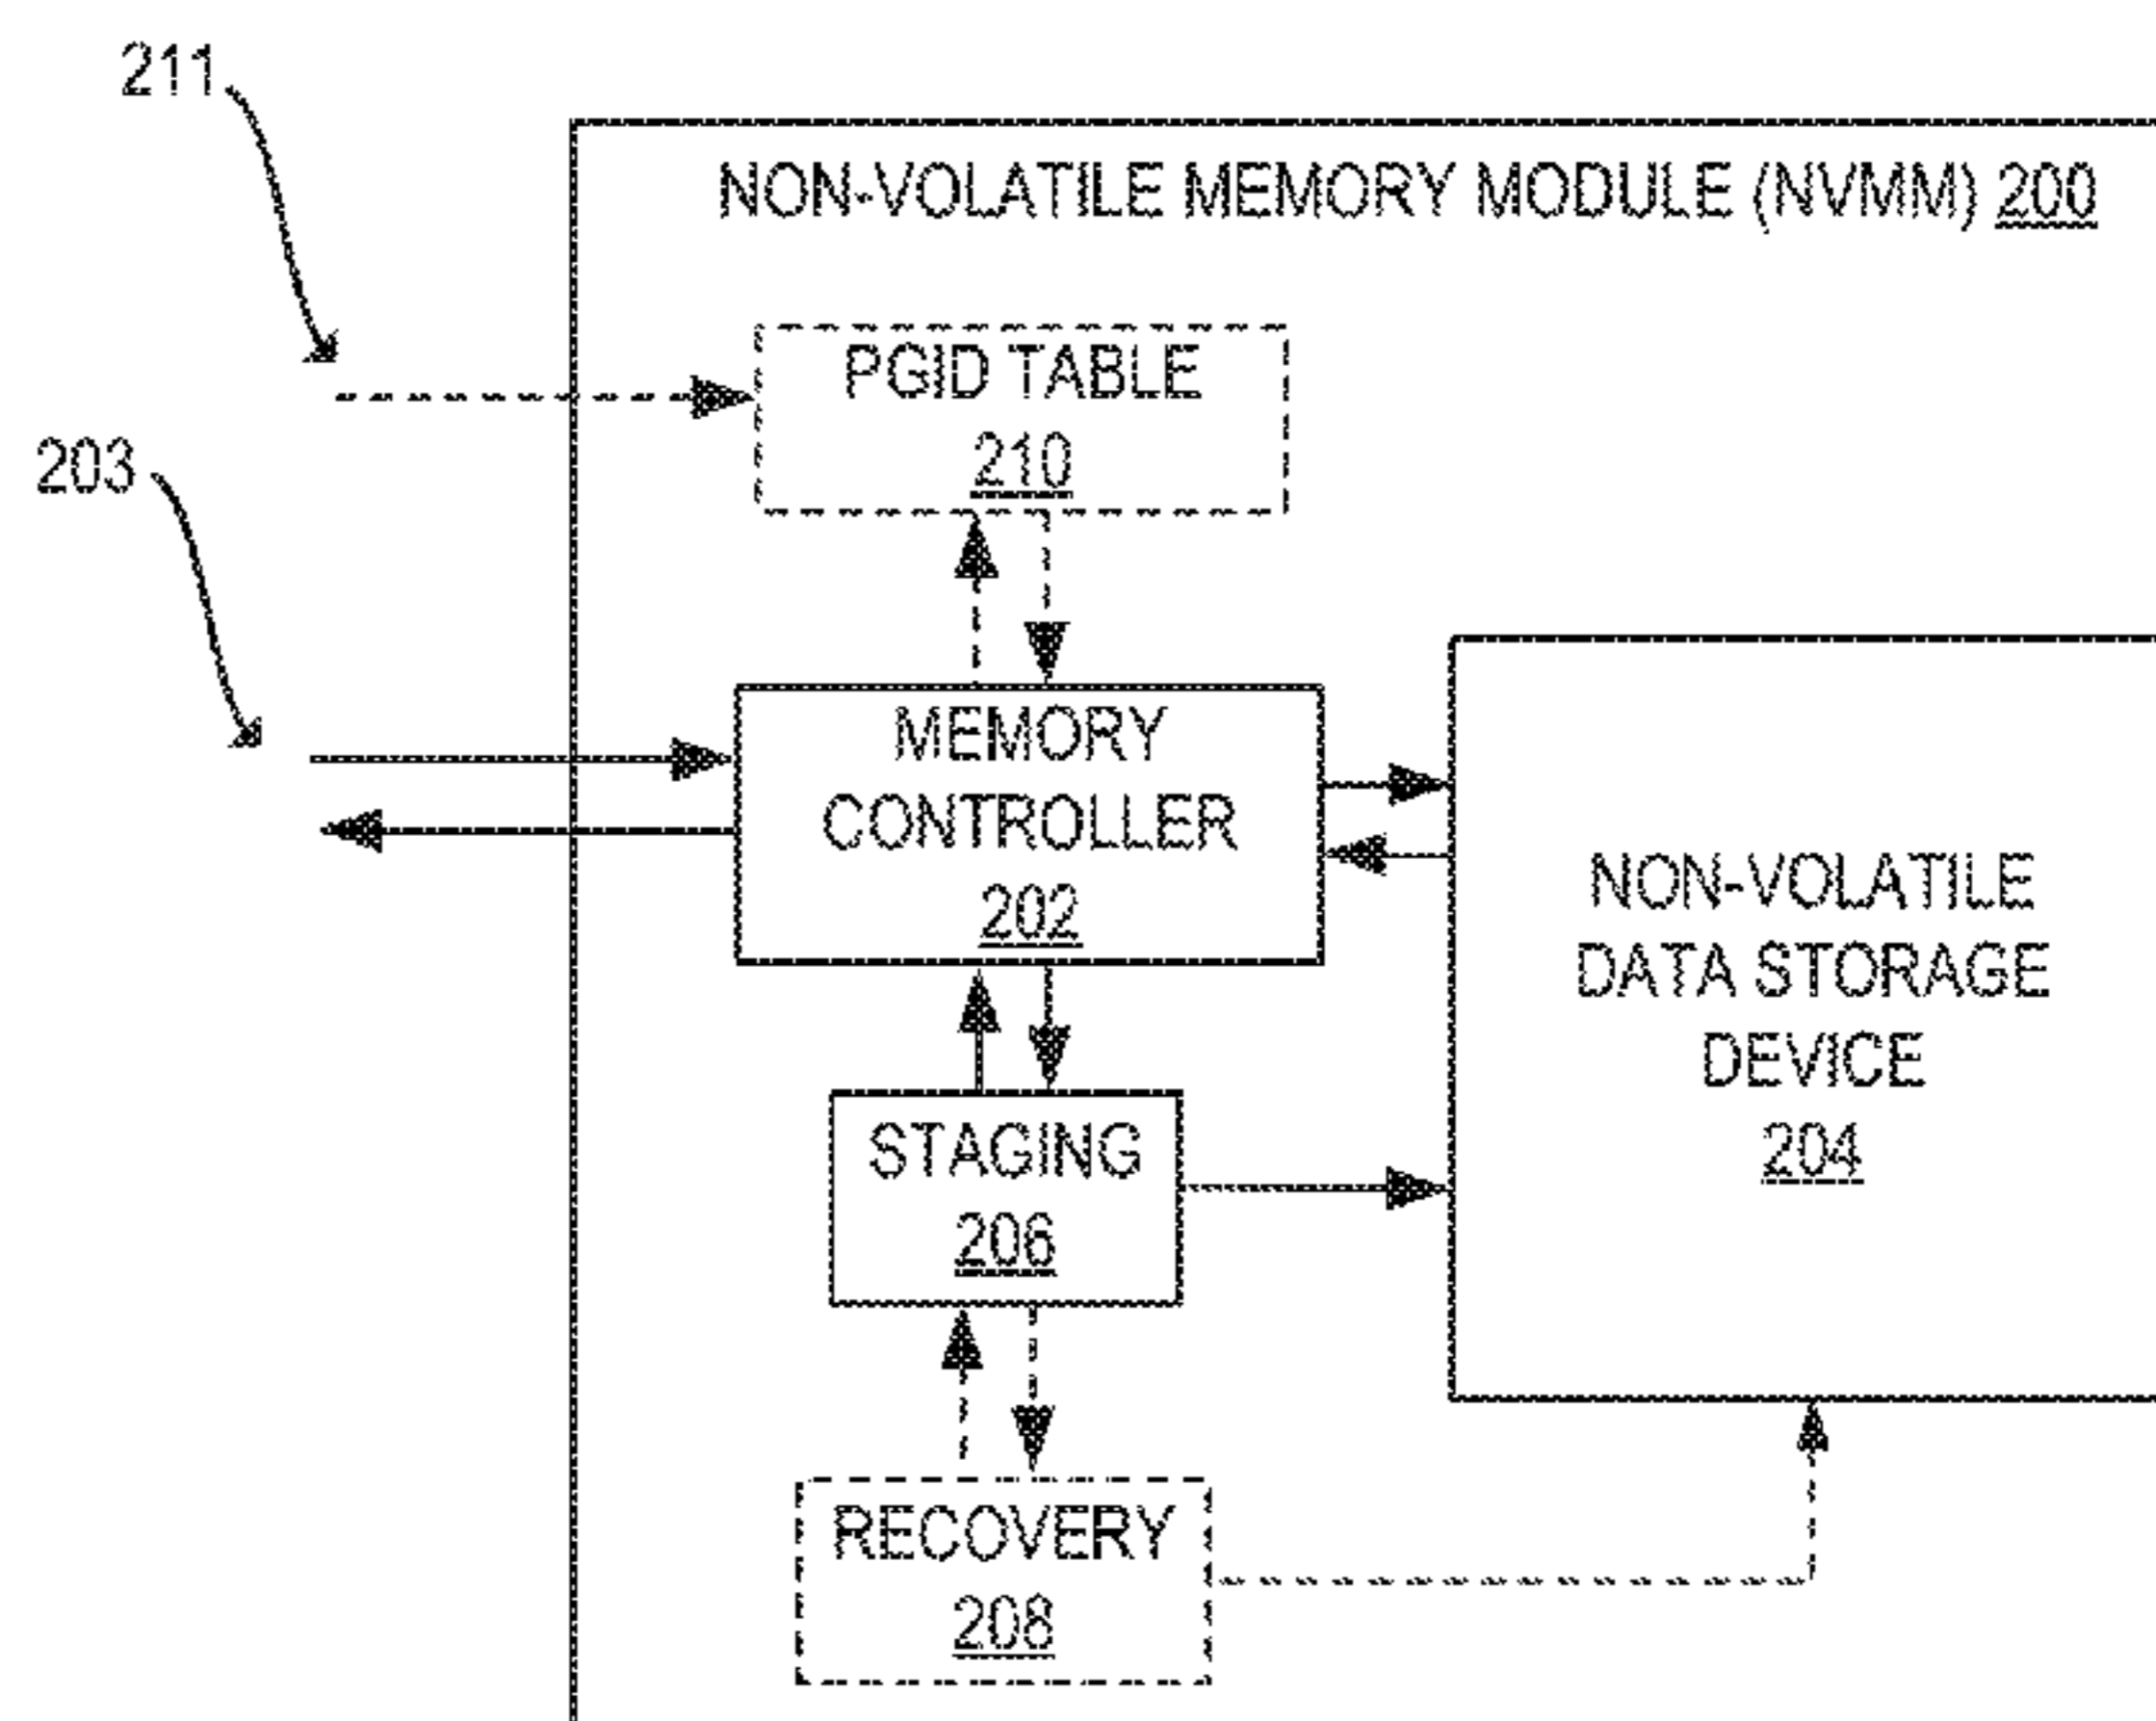 211
NON-VOLATILE MEMORY MODULE (NVMM) 200
PGID TABLE
210
203
MEMORY
CONTROLLER
202
NON-VOLATILE
DATA STORAGE
DEVICE
204
STAGING
206
RECOVERY
208